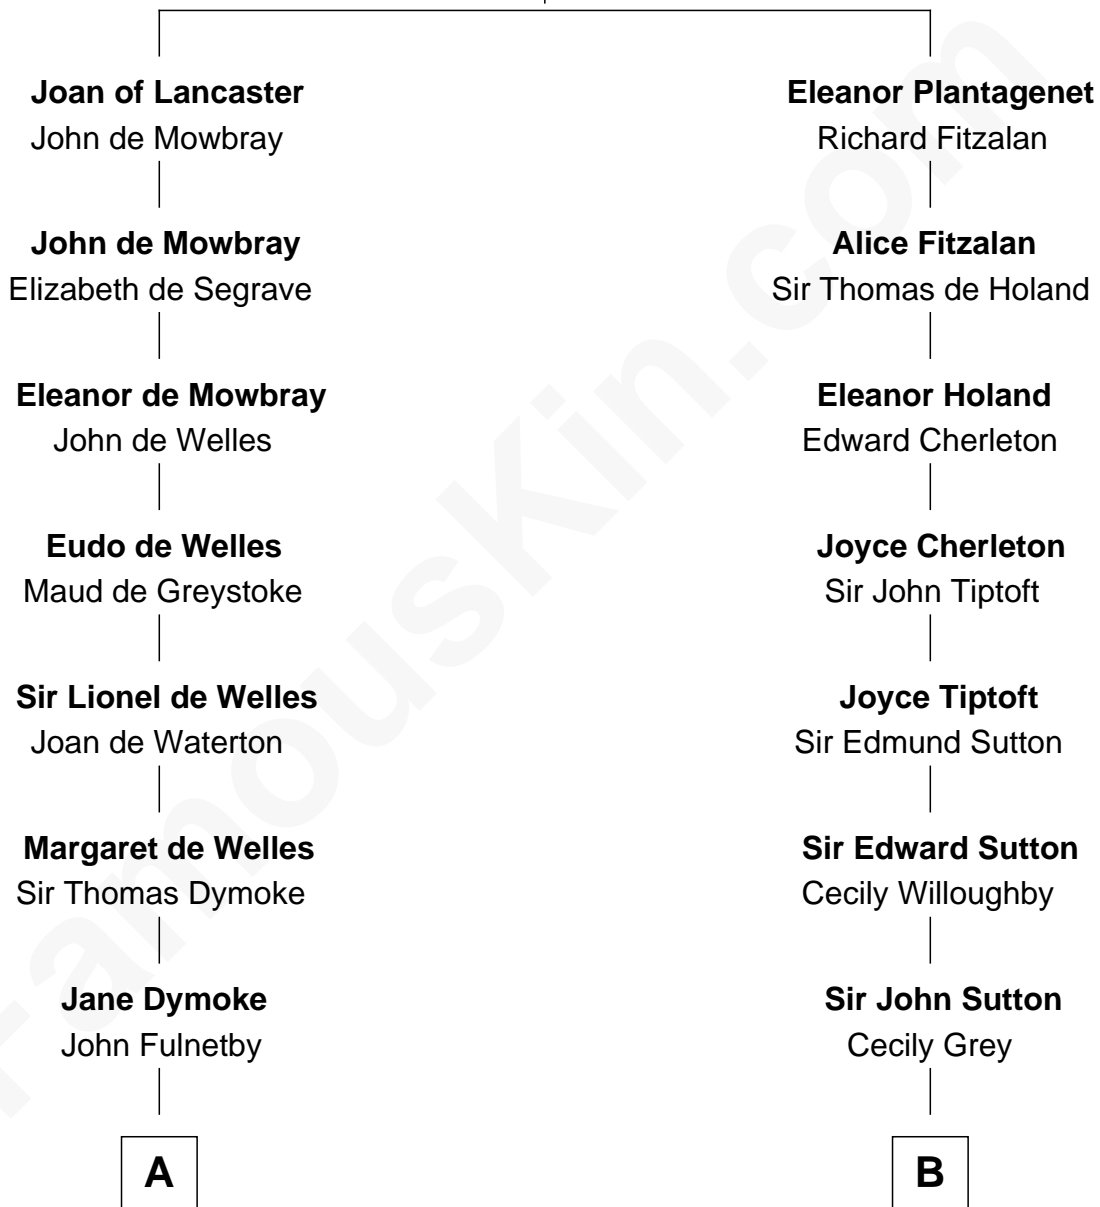 Joan of Lancaster
John de Mowbray
John de Mowbray
Elizabeth de Segrave
Eleanor de Mowbray
John de Welles
Eudo de Welles
Maud de Greystoke
Sir Lionel de Welles
Joan de Waterton
Margaret de Welles
Sir Thomas Dymoke
Jane Dymoke
John Fulnetby
A
Eleanor Plantagenet
Richard Fitzalan
Alice Fitzalan
Sir Thomas de Holand
Eleanor Holand
Edward Cherleton
Joyce Cherleton
Sir John Tiptoft
Joyce Tiptoft
Sir Edmund Sutton
Sir Edward Sutton
Cecily Willoughby
Sir John Sutton
Cecily Grey
B
FamousKin.com